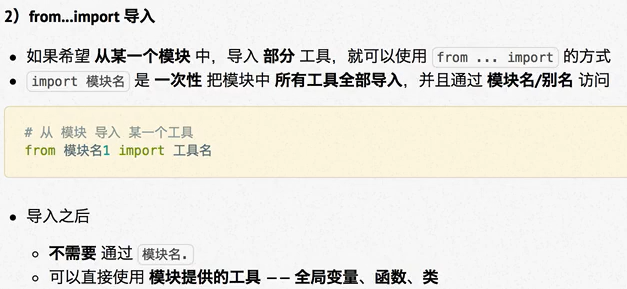 2）from...import 导入
如果希望 从某一个模块 中，导入 部分 工具，就可以使用 from ... import 的方式
import 模块名 是 一次性 把模块中 所有工具全部导入，并且通过 模块名/别名 访问
# 从 模块 导入 某一个工具
from 模块名1 import 工具名
导入之后
不需要 通过 模块名.
可以直接使用 模块提供的工具 —— 全局变量、函数、类